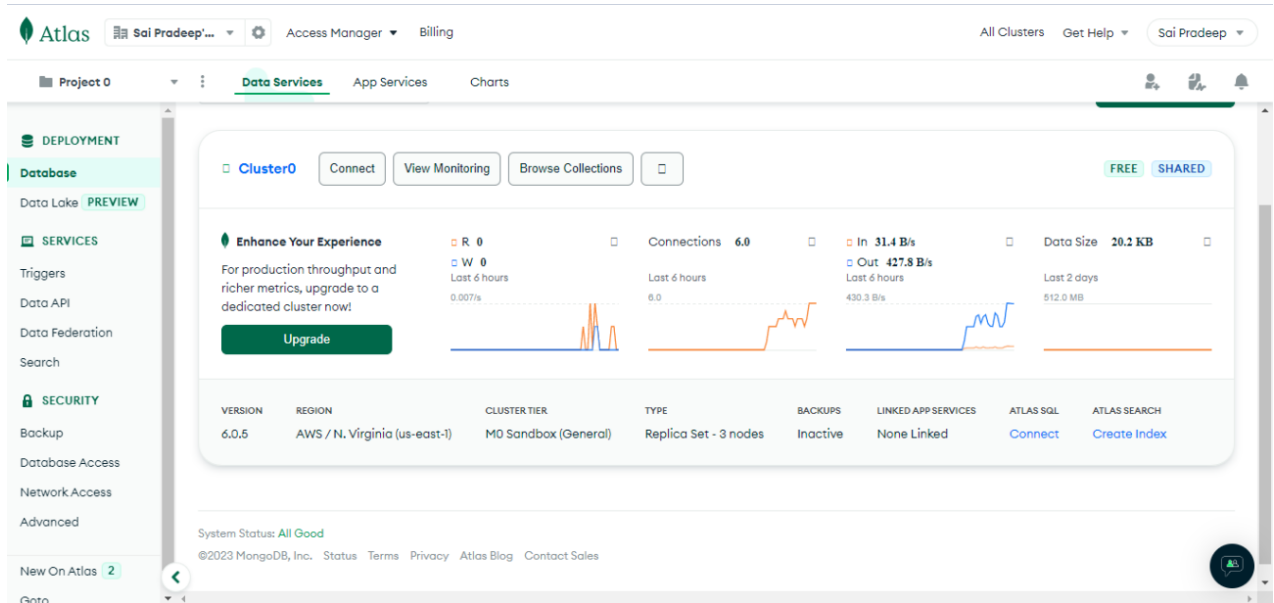 Atlas Sai Pradeep'... Access Manager Billing All Clusters Get Help Sai Pradeep
Project 0 Data Services App Services Charts
DEPLOYMENT
Database
Data Lake PREVIEW
SERVICES
Triggers
Data API
Data Federation
Search
SECURITY
Backup
Database Access
Network Access
Advanced
New On Atlas 2
Goto
Cluster0 Connect View Monitoring Browse Collections FREE SHARED
Enhance Your Experience
For production throughput and
richer metrics, upgrade to a
dedicated cluster now!
Upgrade
R 0
W 0
Last 6 hours
0.007/s
Connections 6.0
Last 6 hours
6.0
In 31.4 B/s
Out 427.8 B/s
Last 6 hours
430.3 B/s
Data Size 20.2 KB
Last 2 days
512.0 MB
VERSION REGION CLUSTER TIER TYPE BACKUPS LINKED APP SERVICES ATLAS SQL ATLAS SEARCH
6.0.5 AWS / N. Virginia (us-east-1) M0 Sandbox (General) Replica Set - 3 nodes Inactive None Linked Connect Create Index
System Status: All Good
©2023 MongoDB, Inc. Status Terms Privacy Atlas Blog Contact Sales